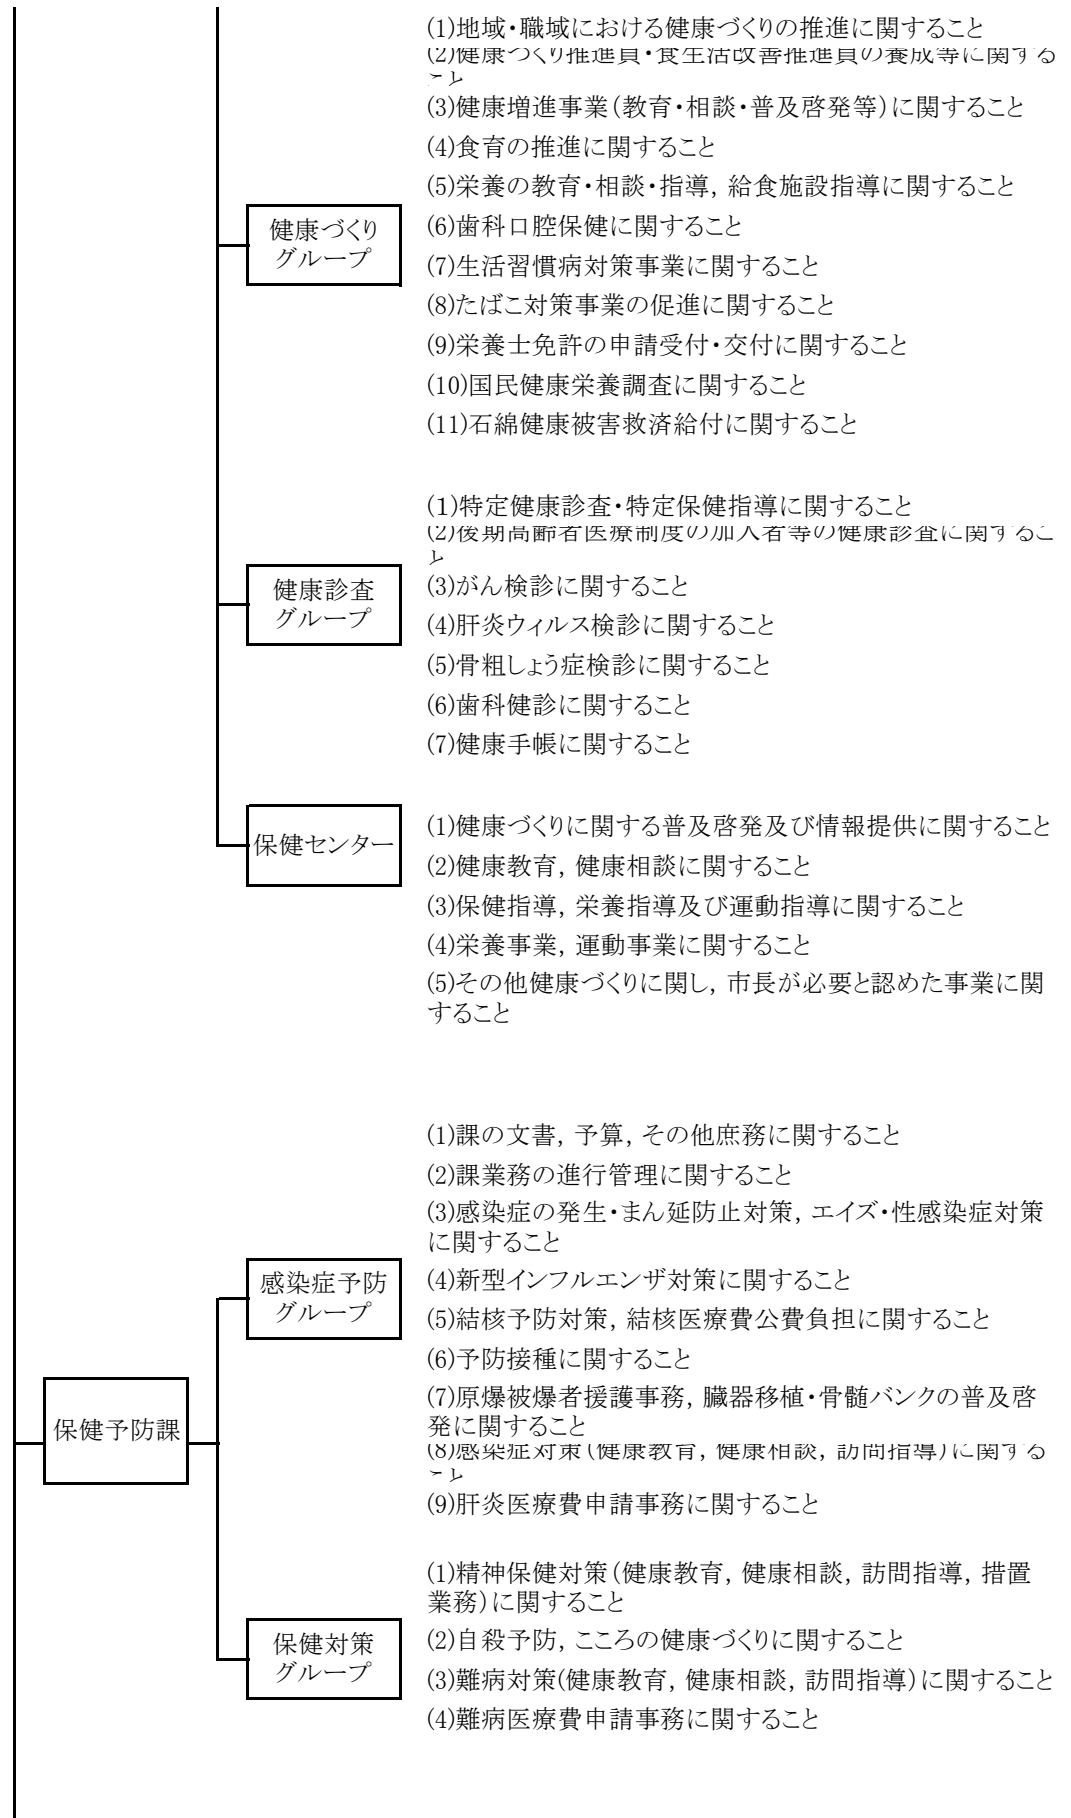 (1)地域・職域における健康づくりの推進に関すること
(2)健康づくり推進員・食生活改善推進員の養成等に関する
こと
(3)健康増進事業(教育・相談・普及啓発等)に関すること
(4)食育の推進に関すること
(5)栄養の教育・相談・指導, 給食施設指導に関すること
健康づくり
グループ
(6)歯科口腔保健に関すること
(7)生活習慣病対策事業に関すること
(8)たばこ対策事業の促進に関すること
(9)栄養士免許の申請受付・交付に関すること
(10)国民健康栄養調査に関すること
(11)石綿健康被害救済給付に関すること
(1)特定健康診査・特定保健指導に関すること
(2)後期高齢者医療制度の加入者等の健康診査に関するこ
と
健康診査
グループ
(3)がん検診に関すること
(4)肝炎ウィルス検診に関すること
(5)骨粗しょう症検診に関すること
(6)歯科健診に関すること
(7)健康手帳に関すること
保健センター
(1)健康づくりに関する普及啓発及び情報提供に関すること
(2)健康教育, 健康相談に関すること
(3)保健指導, 栄養指導及び運動指導に関すること
(4)栄養事業, 運動事業に関すること
(5)その他健康づくりに関し, 市長が必要と認めた事業に関
すること
保健予防課
(1)課の文書, 予算, その他庶務に関すること
(2)課業務の進行管理に関すること
(3)感染症の発生・まん延防止対策, エイズ・性感染症対策
に関すること
感染症予防
グループ
(4)新型インフルエンザ対策に関すること
(5)結核予防対策, 結核医療費公費負担に関すること
(6)予防接種に関すること
(7)原爆被爆者援護事務, 臓器移植・骨髄バンクの普及啓
発に関すること
(8)感染症対策(健康教育, 健康相談, 訪問指導)に関する
こと
(9)肝炎医療費申請事務に関すること
(1)精神保健対策(健康教育, 健康相談, 訪問指導, 措置
業務)に関すること
保健対策
グループ
(2)自殺予防, こころの健康づくりに関すること
(3)難病対策(健康教育, 健康相談, 訪問指導)に関すること
(4)難病医療費申請事務に関すること